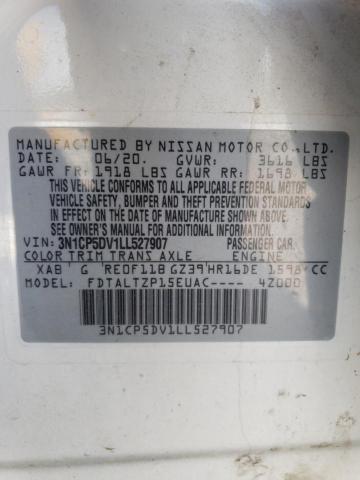 MANUFACTURED BY NISSAN MOTOR CO.,LTD.
DATE: 06/20. GVWR: 3616 LBS
GAWR FR: 1918 LBS GAWR RR: 1698 LBS
THIS VEHICLE CONFORMS TO ALL APPLICABLE FEDERAL MOTOR
VEHICLE SAFETY, BUMPER AND THEFT PREVENTION STANDARDS
IN EFFECT ON THE DATE OF MANUFACTURE SHOWN ABOVE.
SEE OWNERS MANUAL FOR ADDITIONAL INFORMATION.
VIN: 3N1CP5DV1LL527907 PASSENGER CAR
COLOR TRIM TRANS AXLE ENGINE
XAB G RE0F11B GZ39 HR16DE 1598 CC
FDTALTZP15EUAC---- 4Z000
3N1CP5DV1LL527907